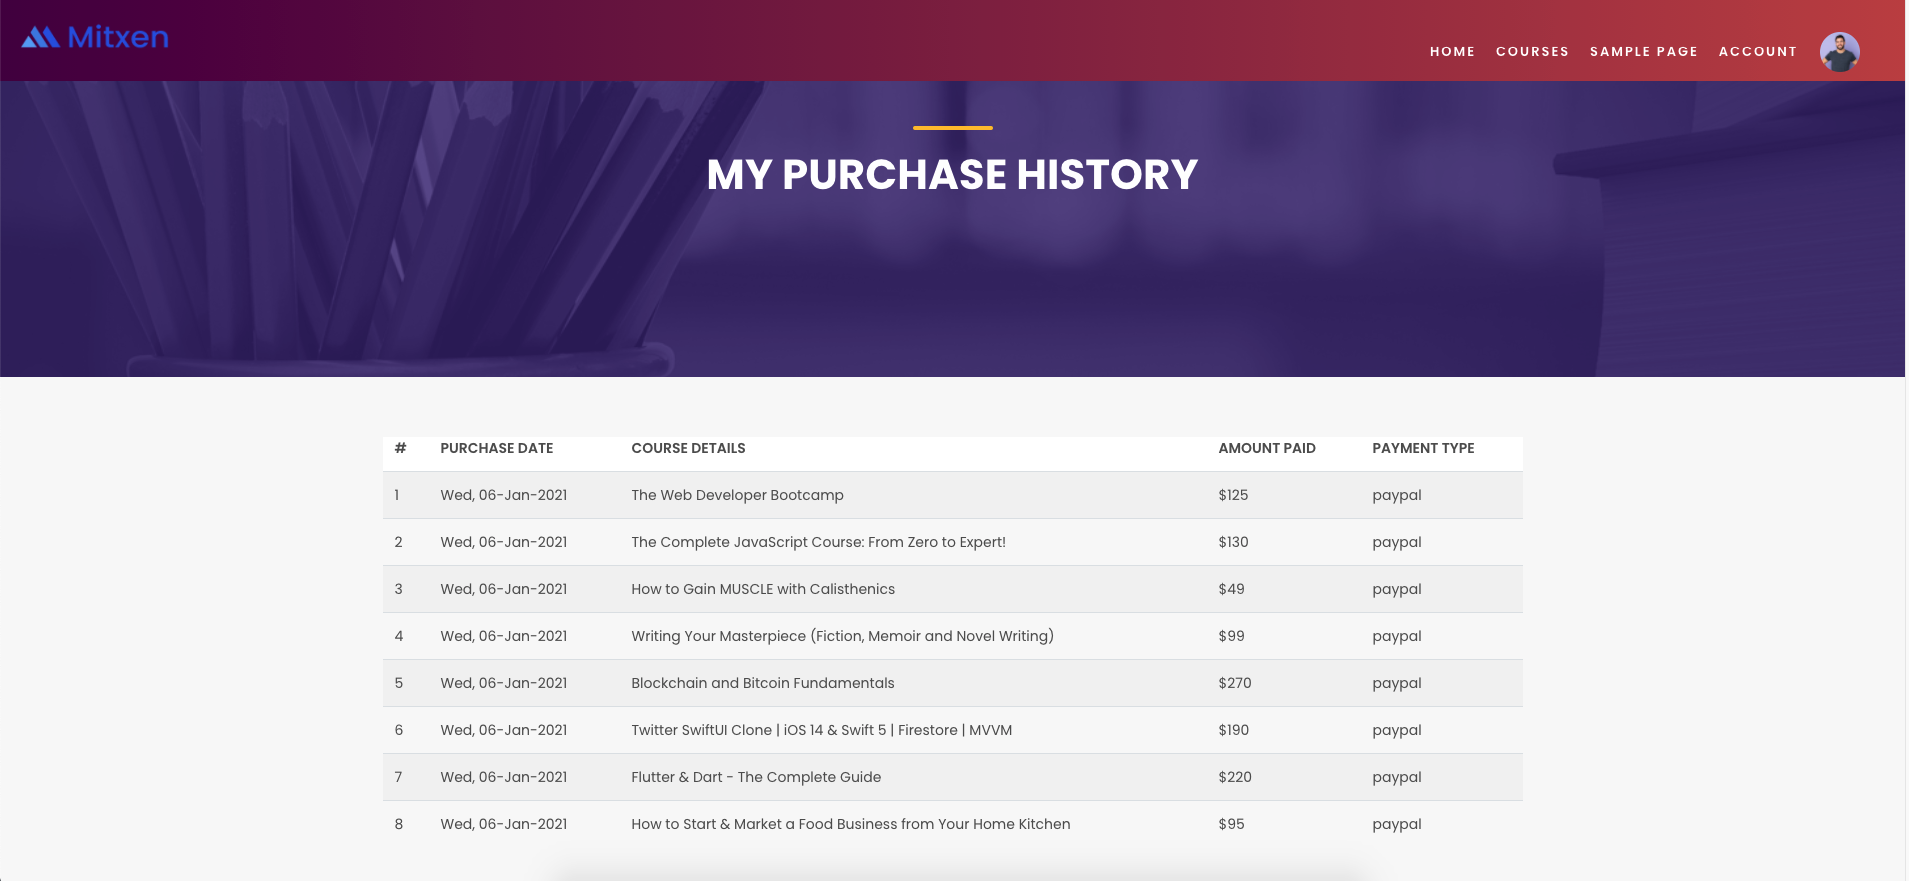 Mitxen
HOME COURSES SAMPLE PAGE ACCOUNT
MY PURCHASE HISTORY
# PURCHASE DATE COURSE DETAILS AMOUNT PAID PAYMENT TYPE
1 Wed, 06-Jan-2021 The Web Developer Bootcamp $125 paypal
2 Wed, 06-Jan-2021 The Complete JavaScript Course: From Zero to Expert! $130 paypal
3 Wed, 06-Jan-2021 How to Gain MUSCLE with Calisthenics $49 paypal
4 Wed, 06-Jan-2021 Writing Your Masterpiece (Fiction, Memoir and Novel Writing) $99 paypal
5 Wed, 06-Jan-2021 Blockchain and Bitcoin Fundamentals $270 paypal
6 Wed, 06-Jan-2021 Twitter SwiftUI Clone | iOS 14 & Swift 5 | Firestore | MVVM $190 paypal
7 Wed, 06-Jan-2021 Flutter & Dart - The Complete Guide $220 paypal
8 Wed, 06-Jan-2021 How to Start & Market a Food Business from Your Home Kitchen $95 paypal